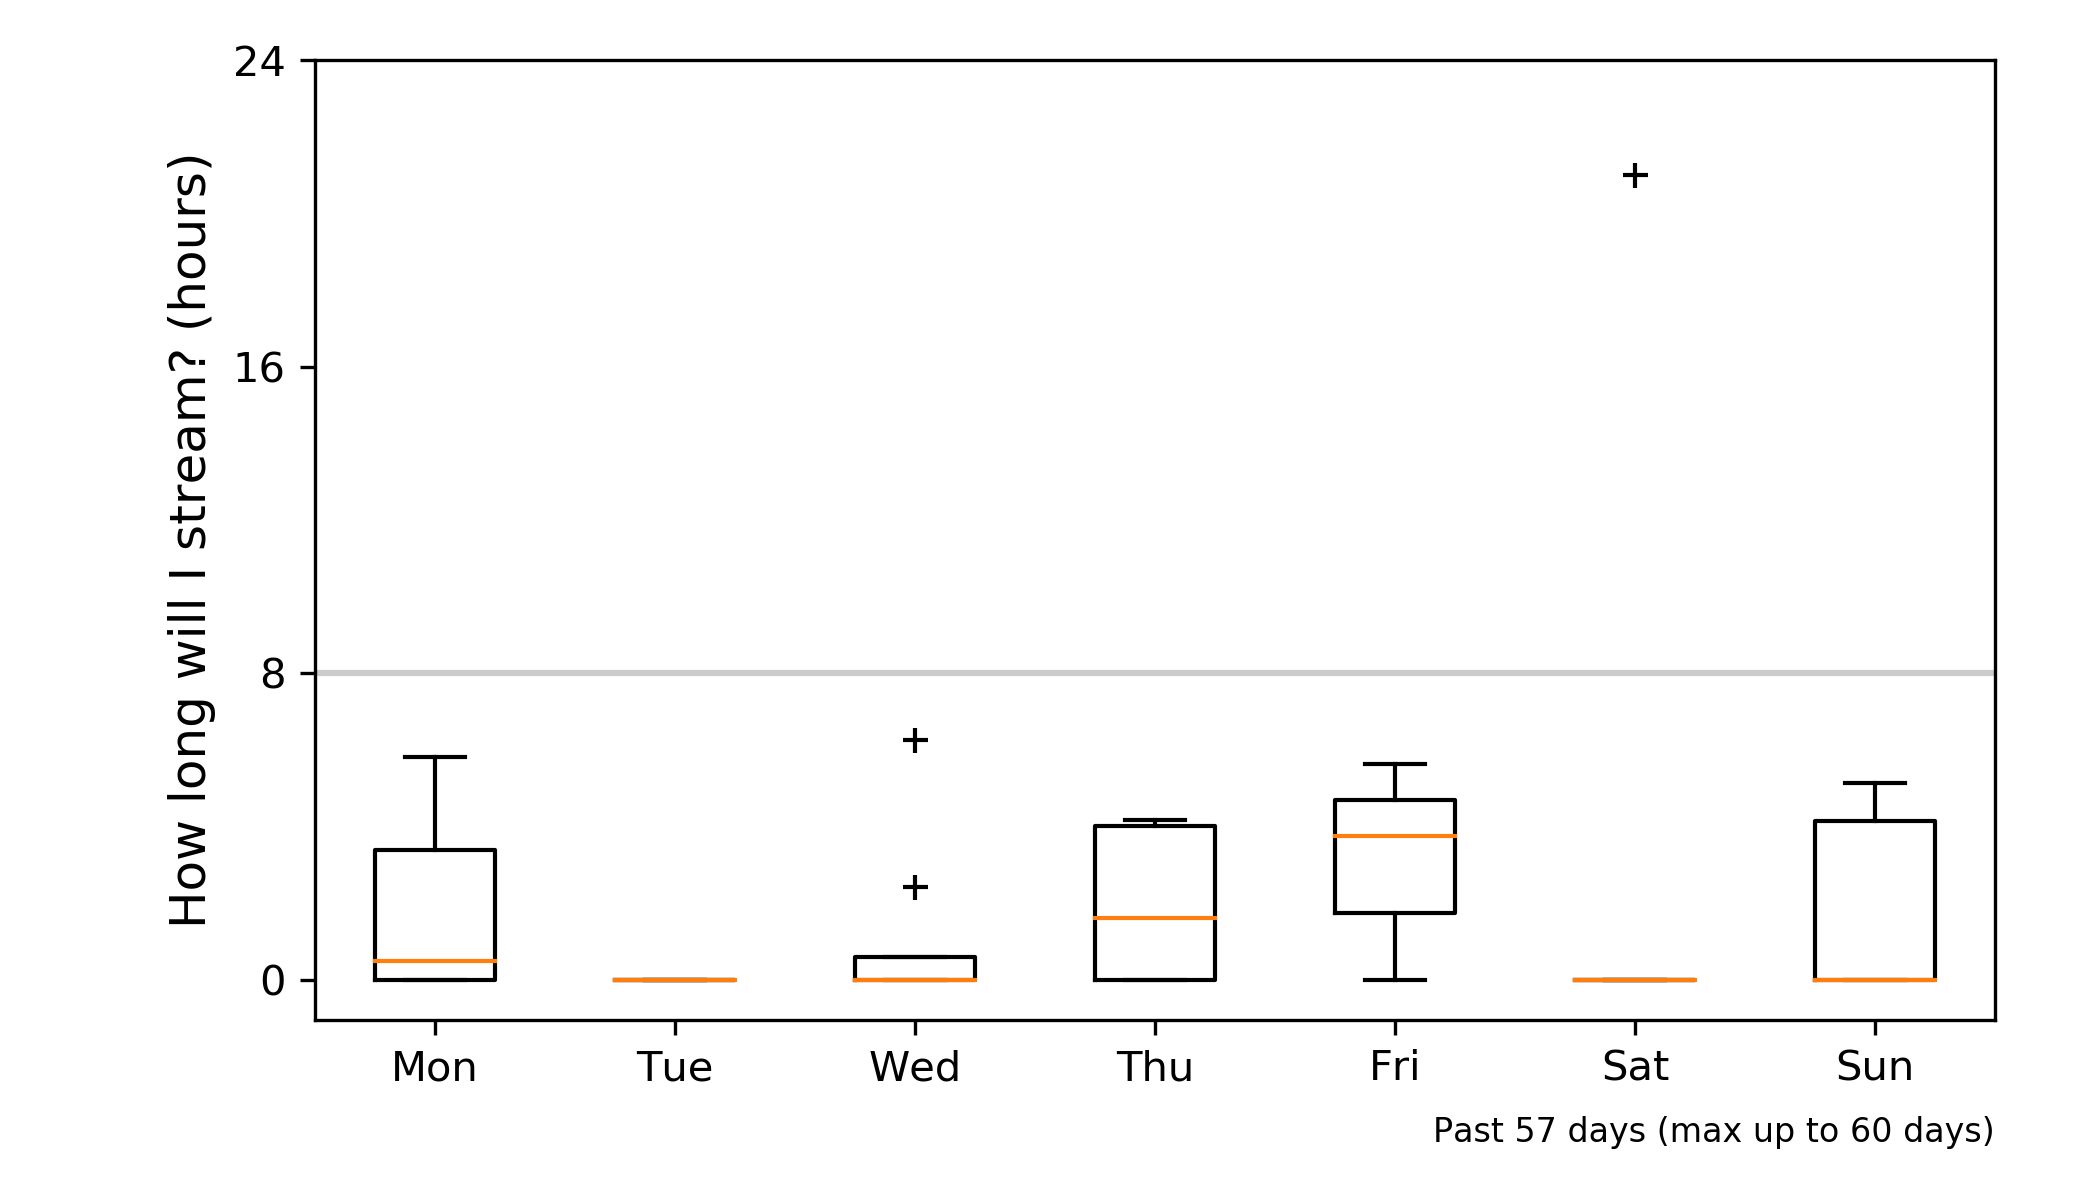 How long will I stream? (hours)
24
16
8
0
Mon Tue Wed Thu Fri Sat Sun
Past 57 days (max up to 60 days)